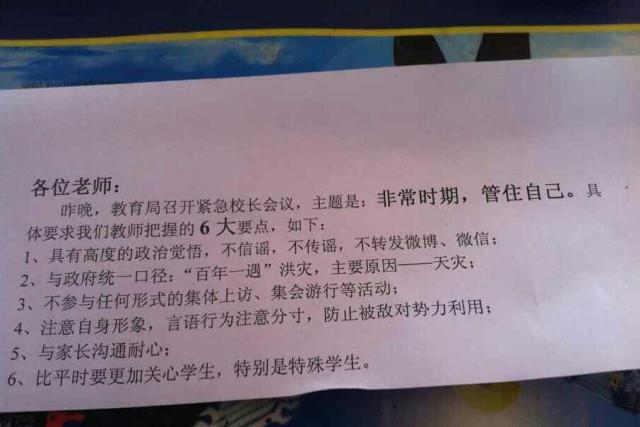 各位老师：
昨晚，教育局召开紧急校长会议，主题是：非常时期，管住自己。具
体要求我们教师把握的 6 大要点，如下：
1、具有高度的政治觉悟，不信谣，不传谣，不转发微博、微信；
2、与政府统一口径：“百年一遇”洪灾，主要原因——天灾；
3、不参与任何形式的集体上访、集会游行等活动；
4、注意自身形象，言语行为注意分寸，防止被敌对势力利用；
5、与家长沟通耐心；
6、比平时要更加关心学生，特别是特殊学生。